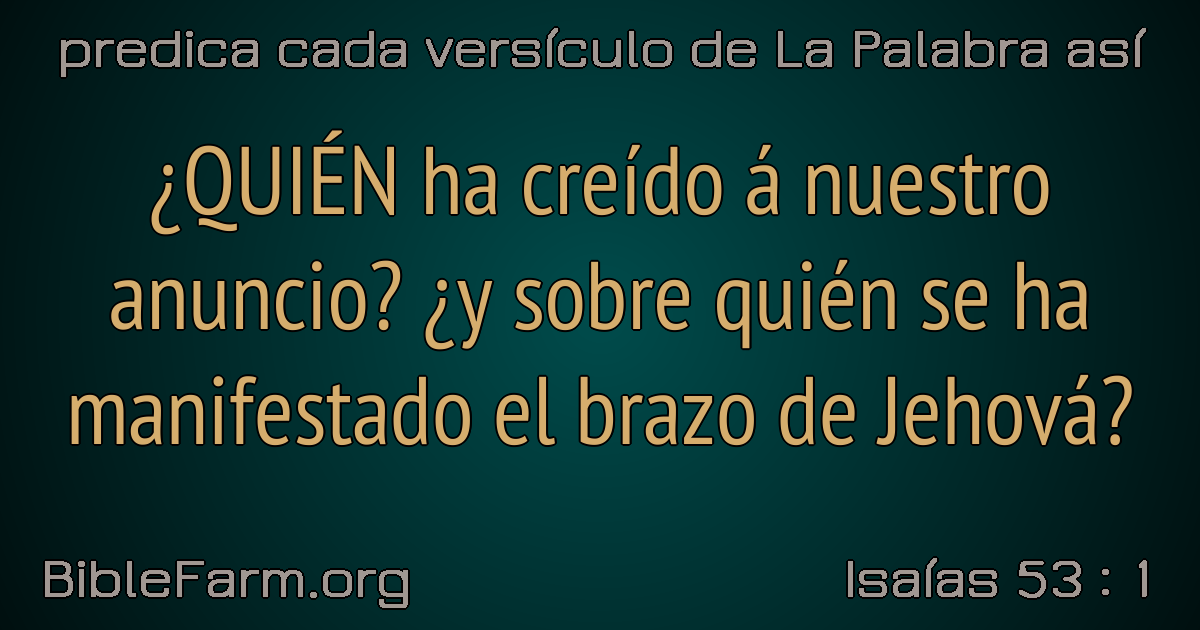 predica cada versículo de La Palabra así
¿QUIÉN ha creído á nuestro
anuncio? ¿y sobre quién se ha
manifestado el brazo de Jehová?
BibleFarm.org
Isaías 53 : 1